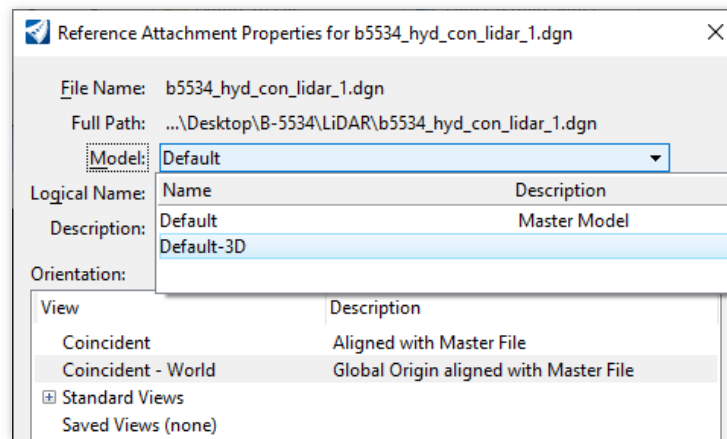 Reference Attachment Properties for b5534_hyd_con_lidar_1.dgn
File Name: b5534_hyd_con_lidar_1.dgn
Full Path: ...\Desktop\B-5534\LiDAR\b5534_hyd_con_lidar_1.dgn
Model: Default
Logical Name: Name Description
Description: Default Master Model
Default-3D
Orientation:
View Description
Coincident Aligned with Master File
Coincident - World Global Origin aligned with Master File
Standard Views
Saved Views (none)